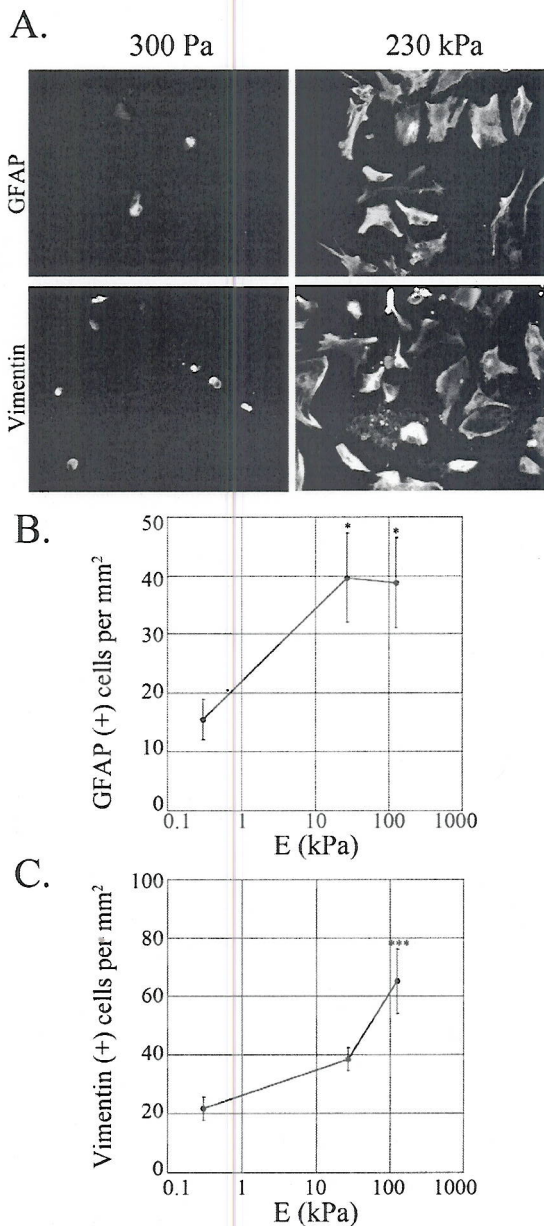 A.
300 Pa 230 kPa
GFAP
Vimentin
B.
GFAP (+) cells per mm²
50
40
30
20
10
0
* *
0.1 1 10 100 1000
E (kPa)
C.
Vimentin (+) cells per mm²
100
80
60
40
20
0
***
0.1 1 10 100 1000
E (kPa)